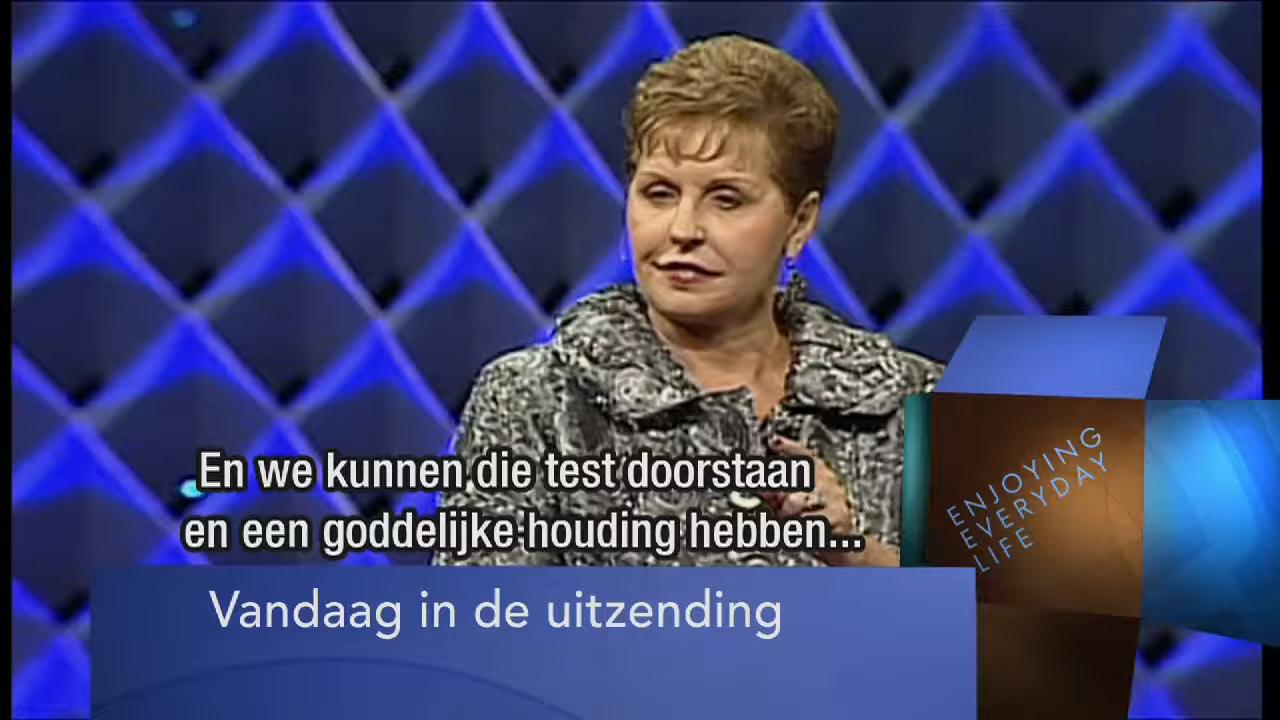 En we kunnen die test doorstaan
en een goddelijke houding hebben...
Vandaag in de uitzending
ENJOYING
EVERYDAY
LIFE